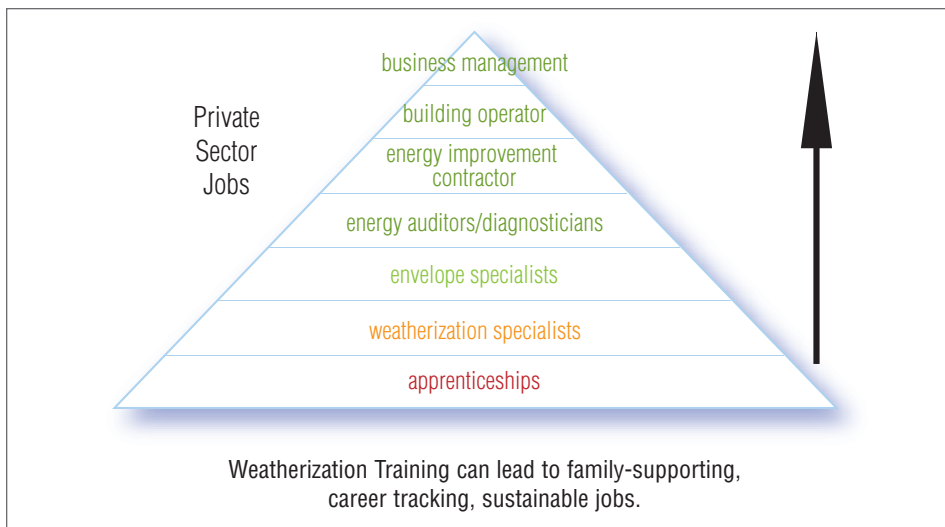 business management
building operator
Private
Sector
Jobs
energy improvement
contractor
energy auditors/diagnosticians
envelope specialists
weatherization specialists
apprenticeships
Weatherization Training can lead to family-supporting,
career tracking, sustainable jobs.